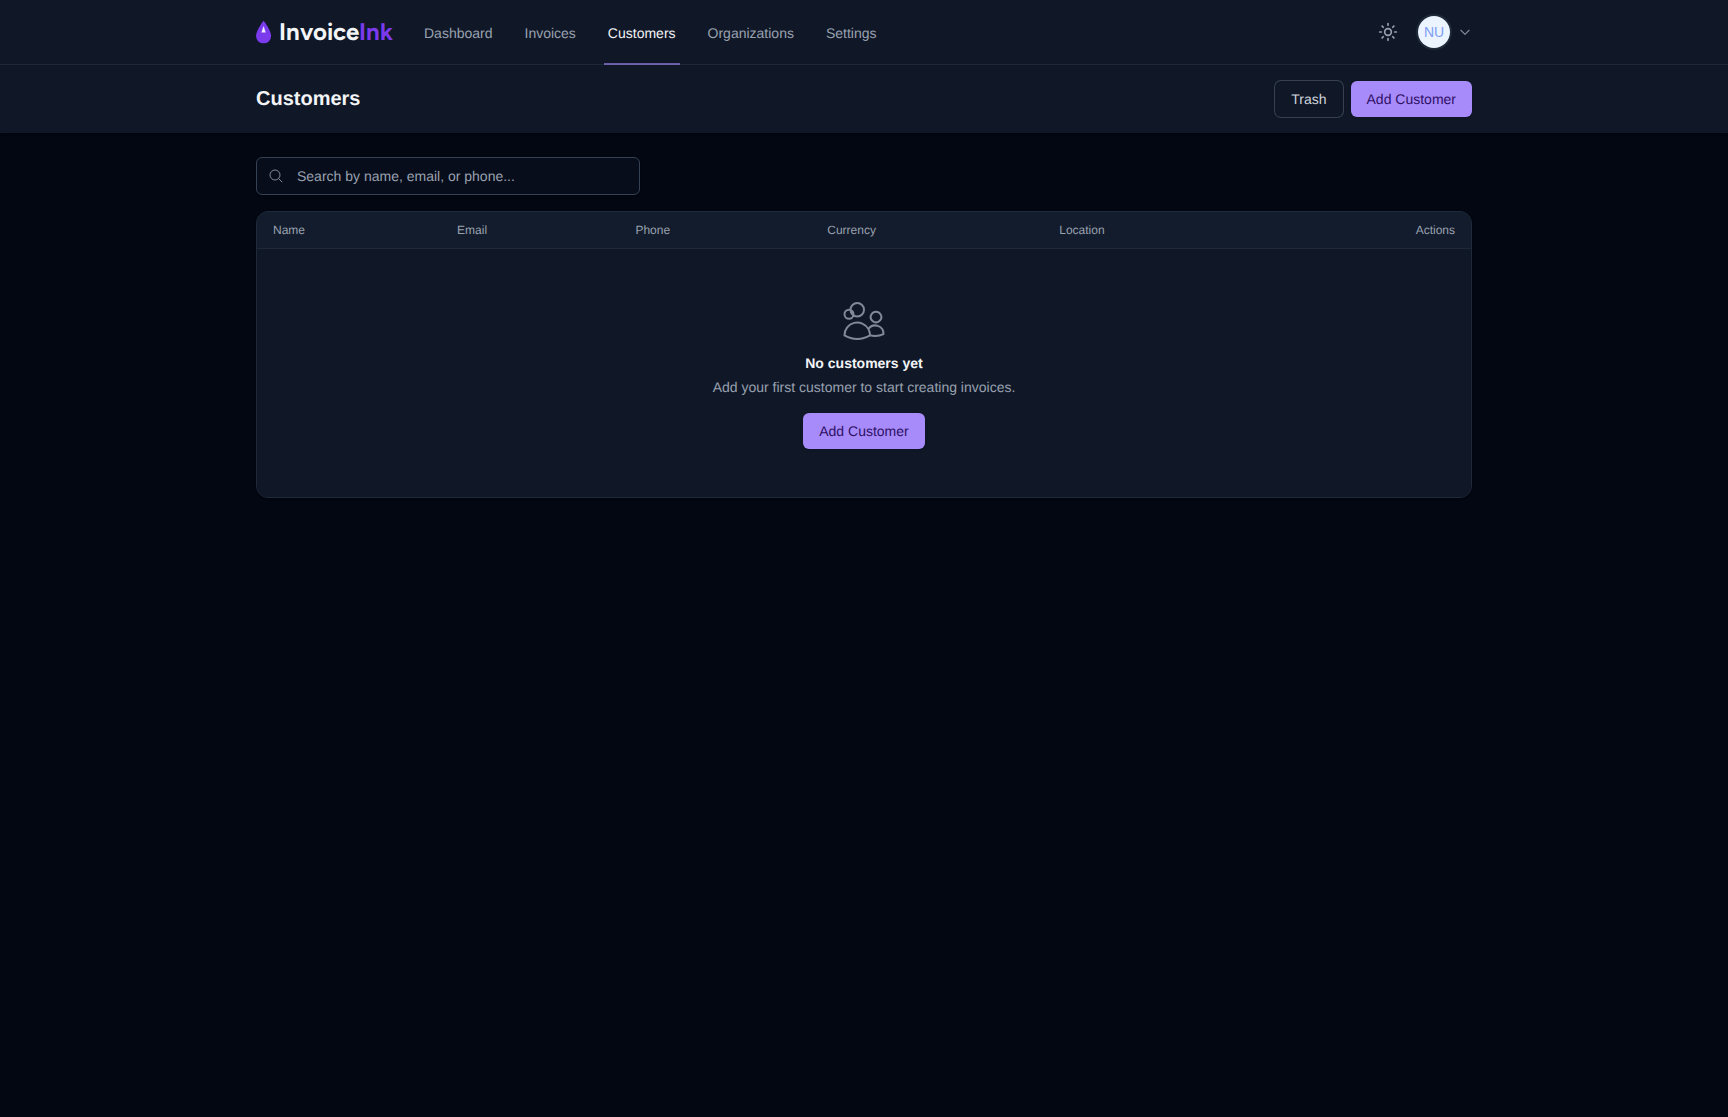 InvoiceInk Dashboard Invoices Customers Organizations Settings NU
Customers Trash Add Customer
Search by name, email, or phone...
Name Email Phone Currency Location Actions
No customers yet
Add your first customer to start creating invoices.
Add Customer